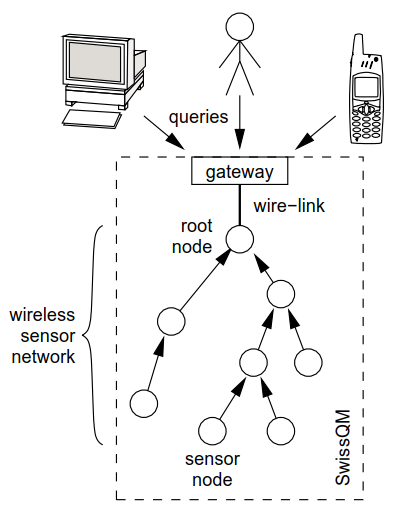 queries
gateway
wire−link
root
node
wireless
sensor
network
sensor
node
SwissQM